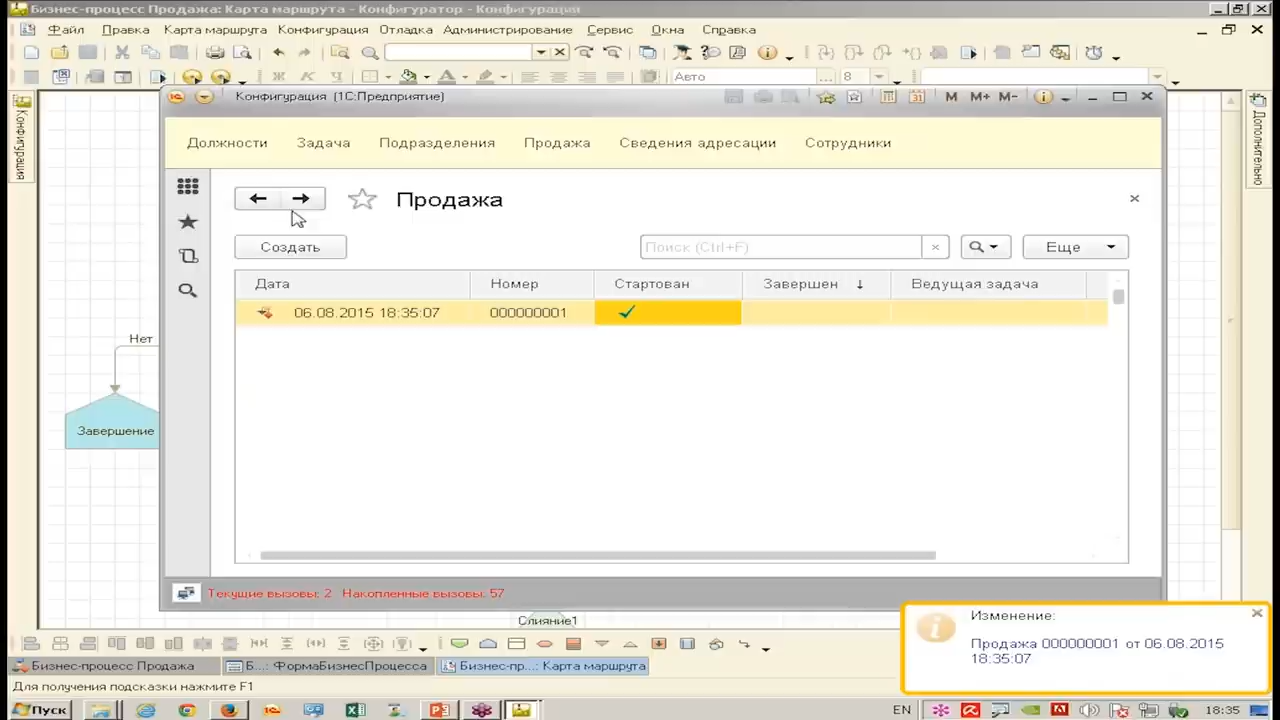 Бизнес-процесс Продажа: Карта маршрута - Конфигуратор - Конфигурация
Файл Правка Карта маршрута Конфигурация Отладка Администрирование Сервис Окна Справка
Ж К Ч А Авто 8
Конфигурация (1С:Предприятие) M M+ M-
Конфигурация
Дополнительно
Должности Задача Подразделения Продажа Сведения адресации Сотрудники
Продажа
Создать Поиск (Ctrl+F) Еще
Дата Номер Стартован Завершен Ведущая задача
06.08.2015 18:35:07 000000001
Нет
Завершение
Текущие вызовы: 2 Накопленные вызовы: 57
Слияние1
Изменение:
Продажа 000000001 от 06.08.2015
18:35:07
Бизнес-процесс Продажа Б...: ФормаБизнесПроцесса Бизнес-пр...: Карта маршрута
Для получения подсказки нажмите F1
Пуск EN 18:35